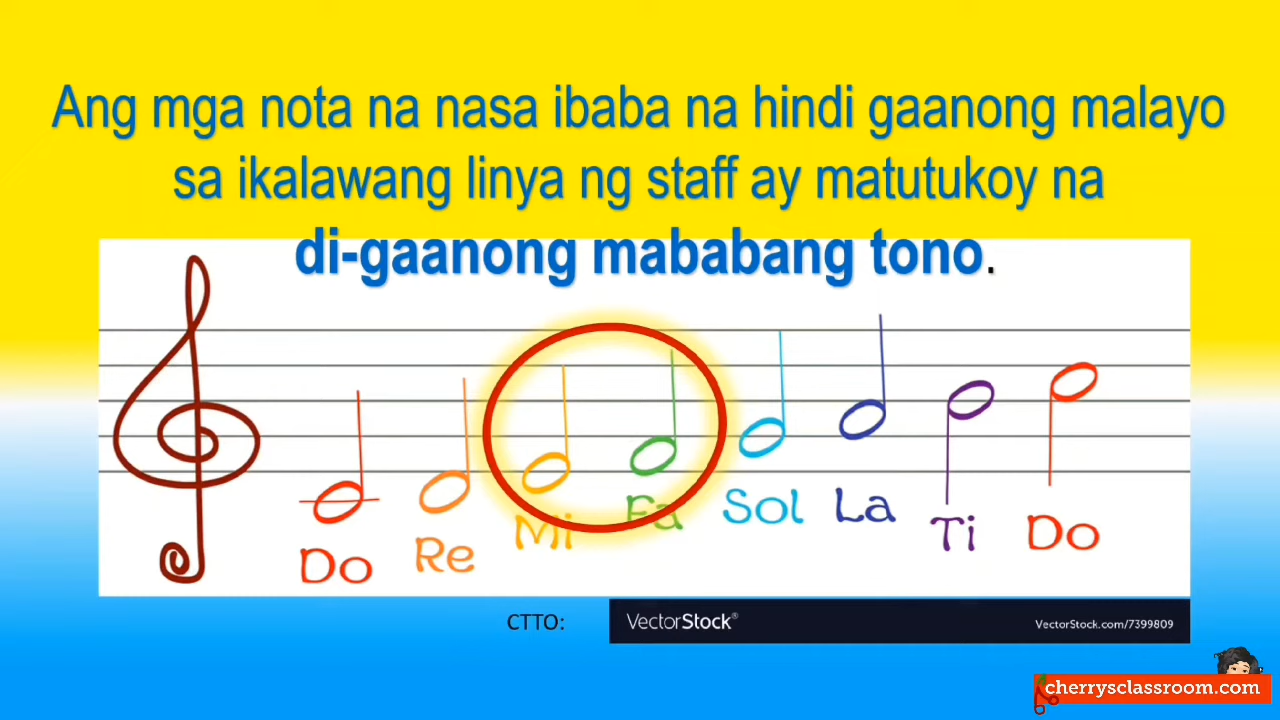 Ang mga nota na nasa ibaba na hindi gaanong malayo
sa ikalawang linya ng staff ay matutukoy na
di-gaanong mababang tono.
Do Re Mi Fa Sol La Ti Do
CTTO:
VectorStock®
VectorStock.com/7399809
cherrysclassroom.com